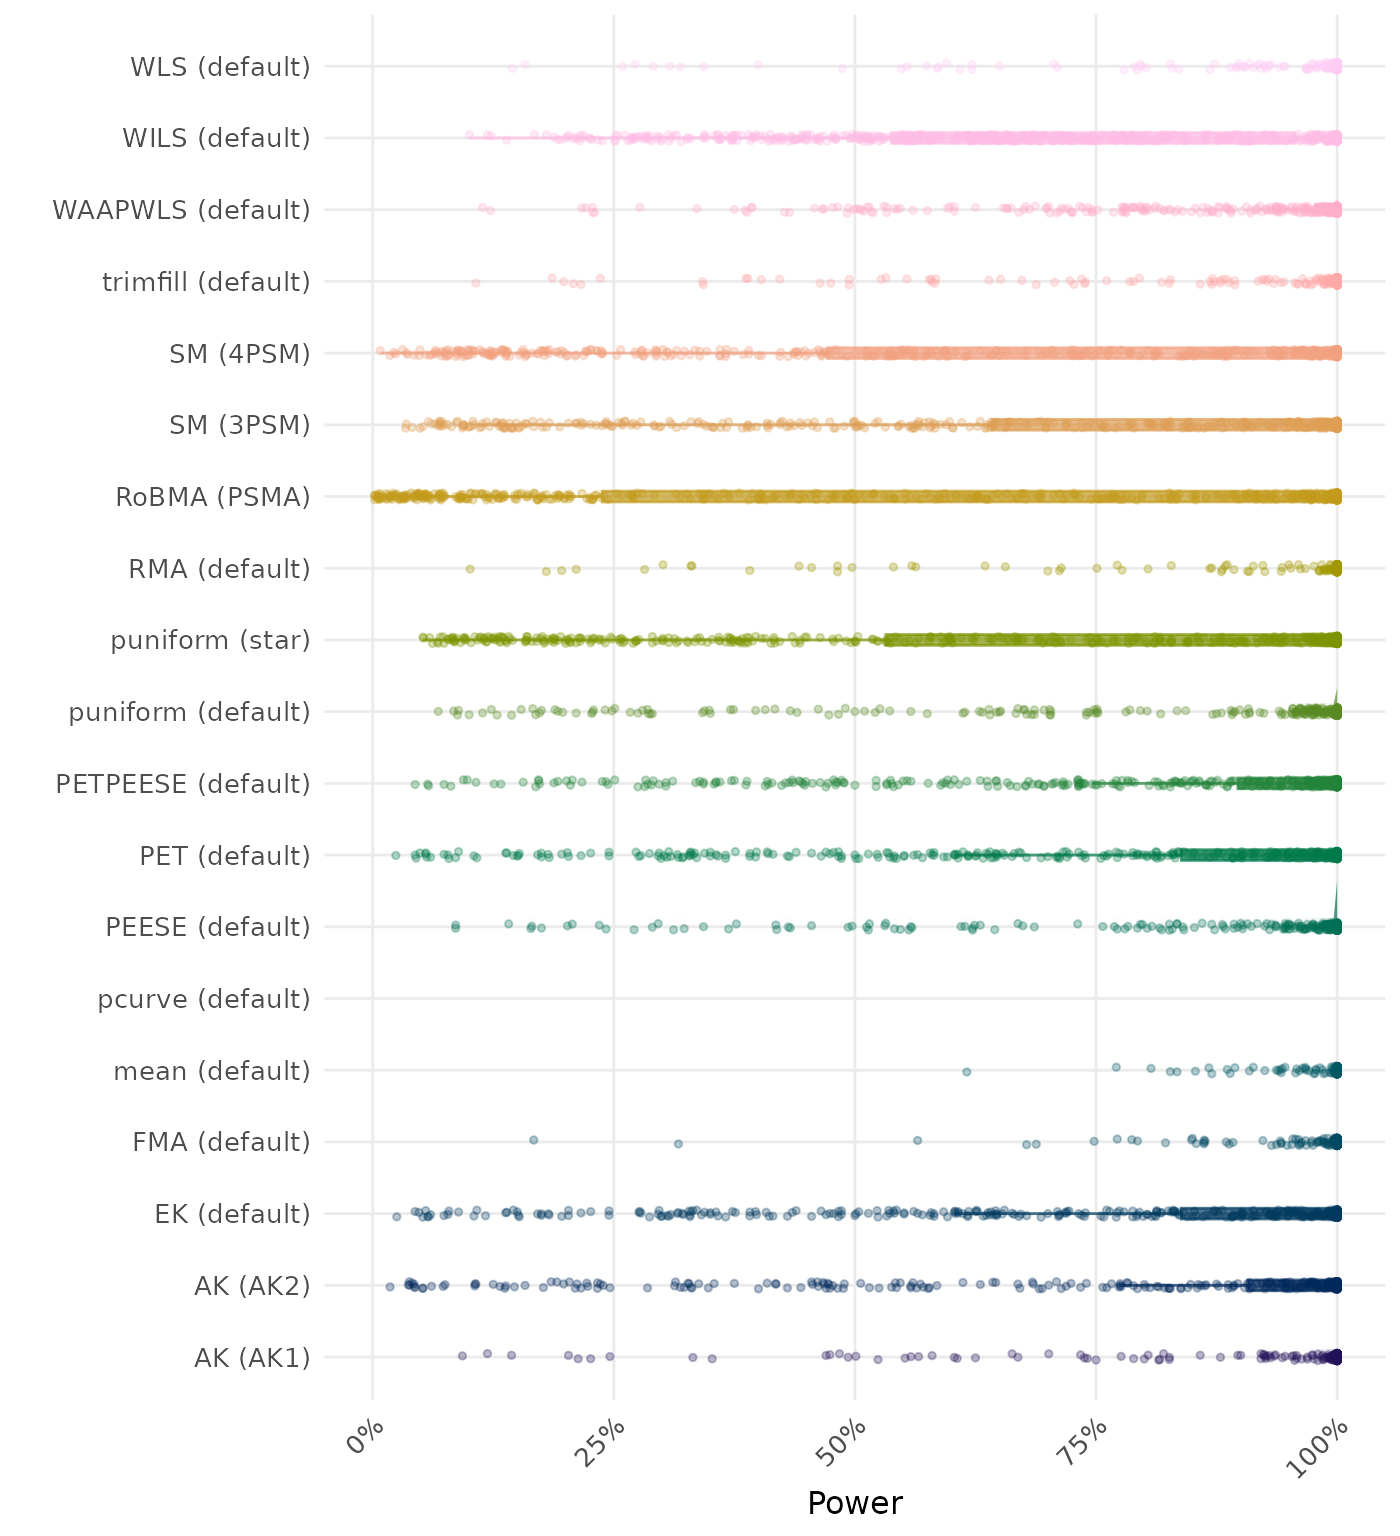 WLS (default)
WILS (default)
WAAPWLS (default)
trimfill (default)
SM (4PSM)
SM (3PSM)
RoBMA (PSMA)
RMA (default)
puniform (star)
puniform (default)
PETPEESE (default)
PET (default)
PEESE (default)
pcurve (default)
mean (default)
FMA (default)
EK (default)
AK (AK2)
AK (AK1)
0%
25%
50%
75%
100%
Power